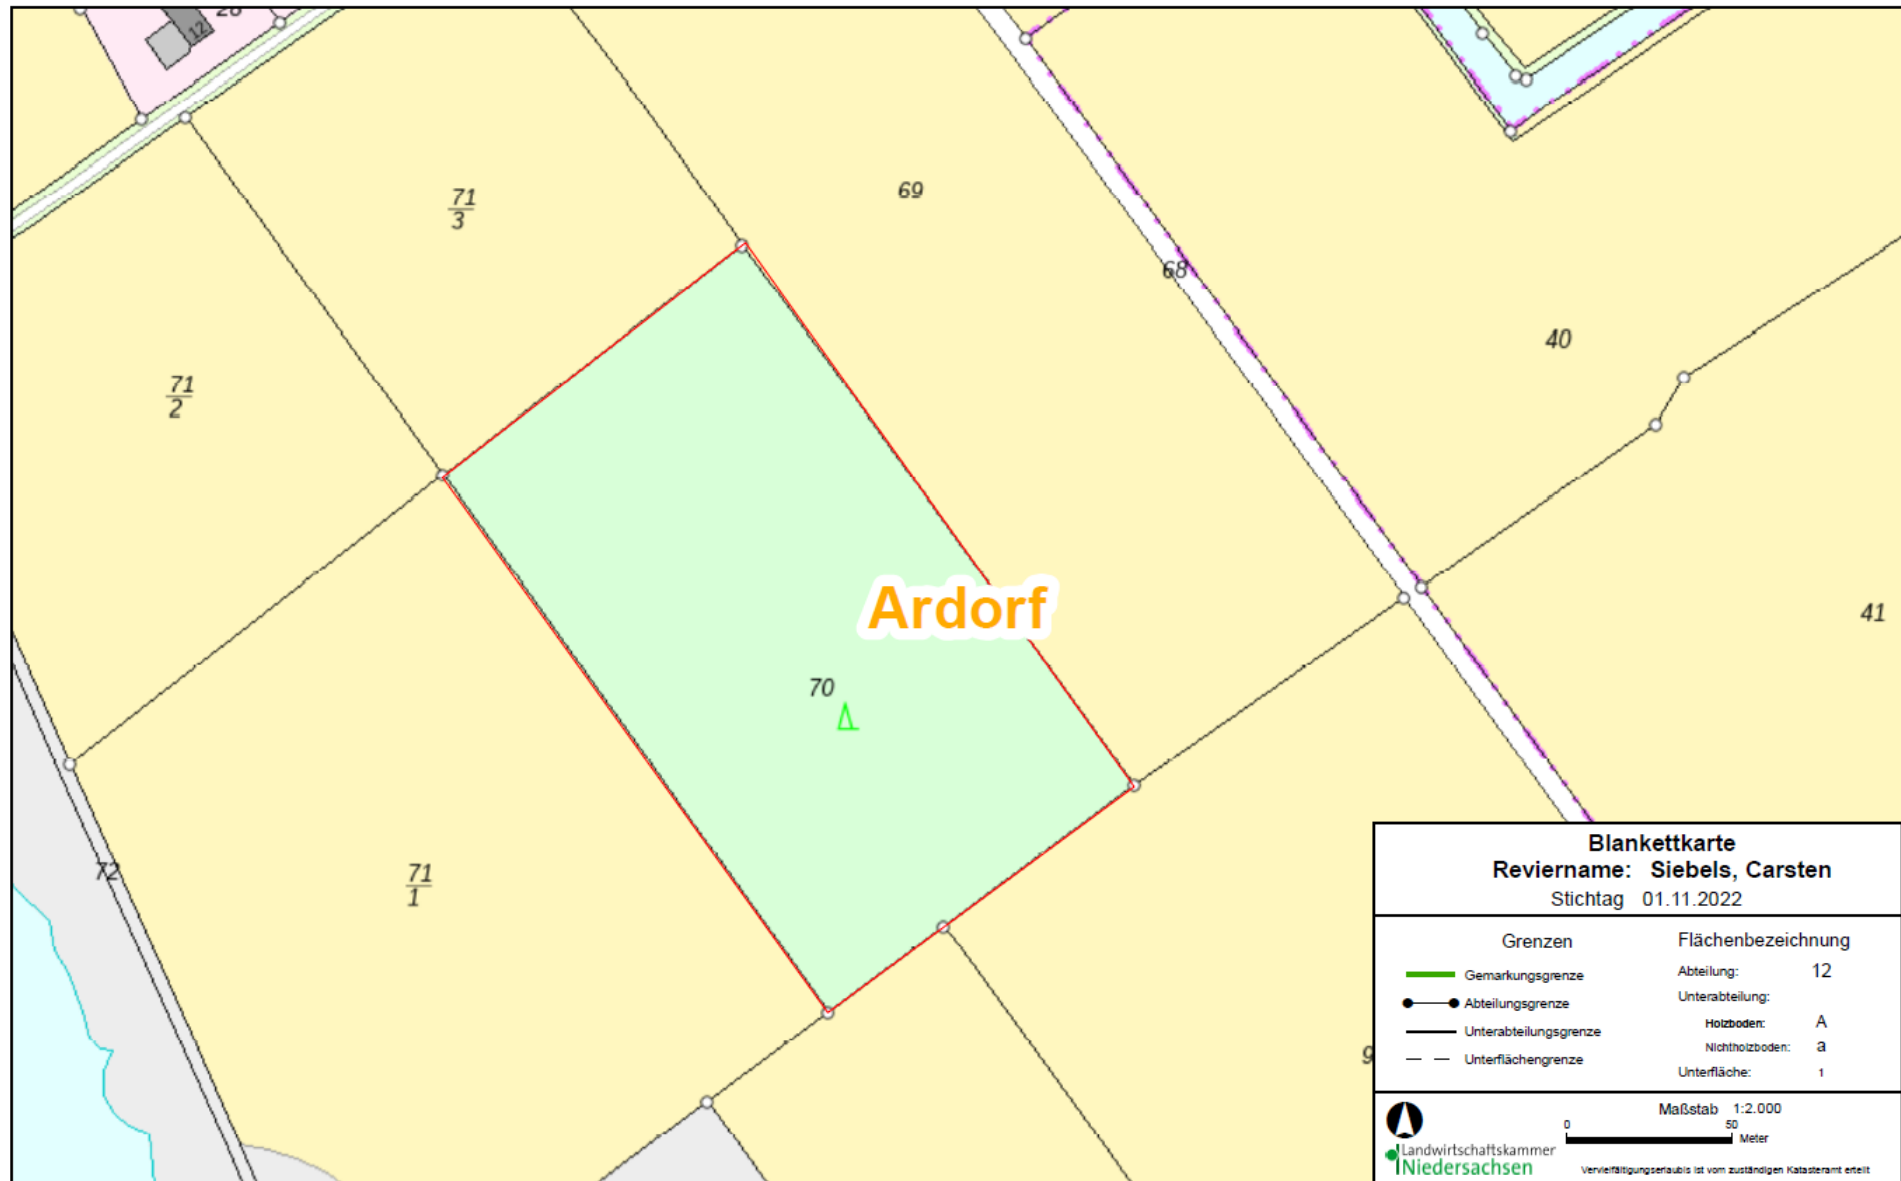 28
12
71
3
69
68
71
2
40
Ardorf
41
70
72
71
1
9
Blankettkarte
Reviername: Siebels, Carsten
Stichtag 01.11.2022
Grenzen
Gemarkungsgrenze
Abteilungsgrenze
Unterabteilungsgrenze
Unterflächengrenze
Flächenbezeichnung
Abteilung: 12
Unterabteilung:
Holzboden: A
Nichtholzboden: a
Unterfläche: 1
Maßstab 1:2.000
0 50
Meter
Landwirtschaftskammer
Niedersachsen
Vervielfältigungserlaubis ist vom zuständigen Katasteramt erteilt